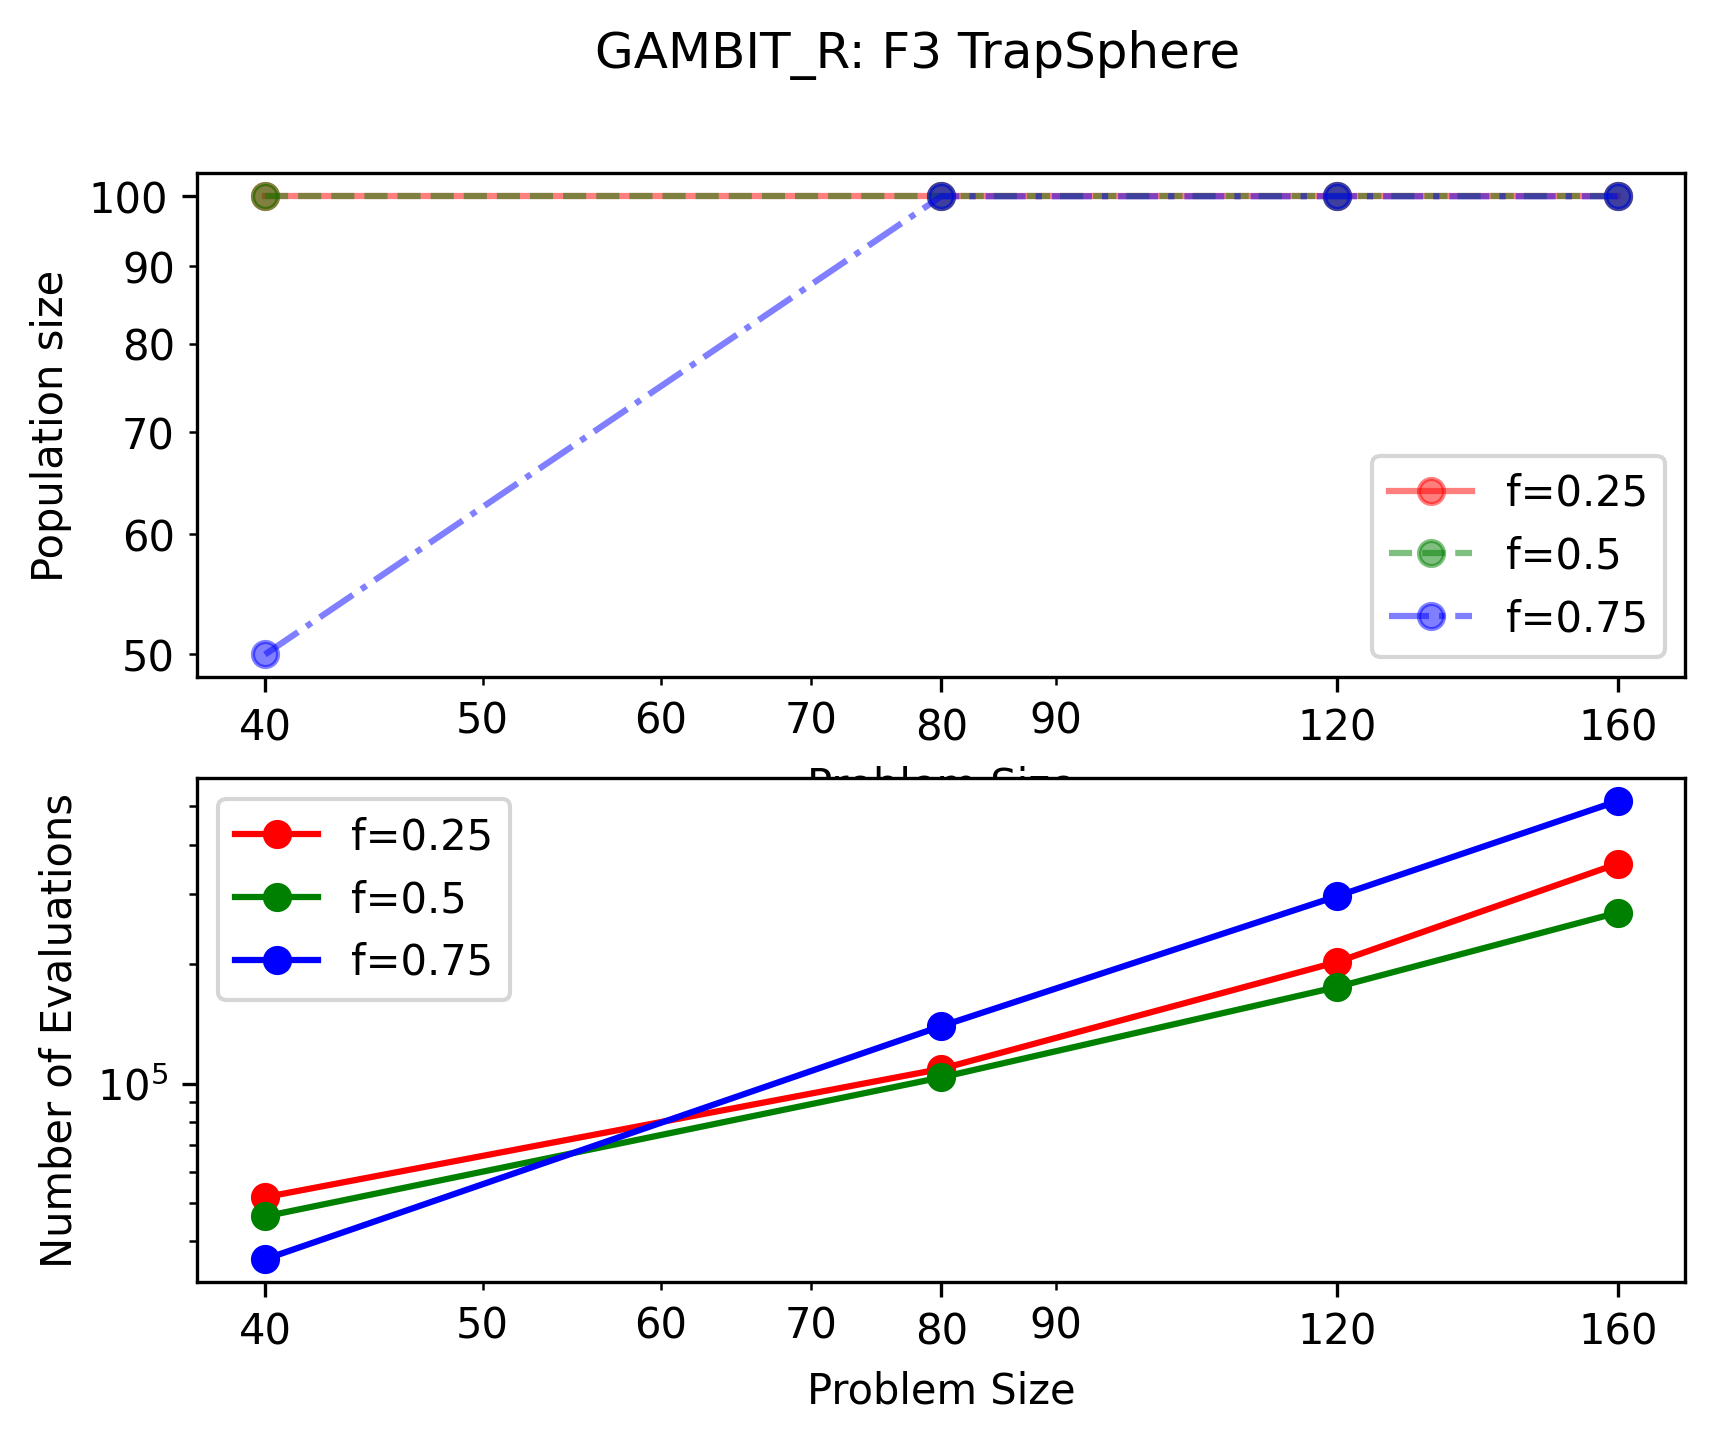 GAMBIT_R: F3 TrapSphere
Population size
100
90
80
70
60
50
f=0.25
f=0.5
f=0.75
40 50 60 70 80 90 120 160
Problem Size
Number of Evaluations
10⁵
f=0.25
f=0.5
f=0.75
40 50 60 70 80 90 120 160
Problem Size